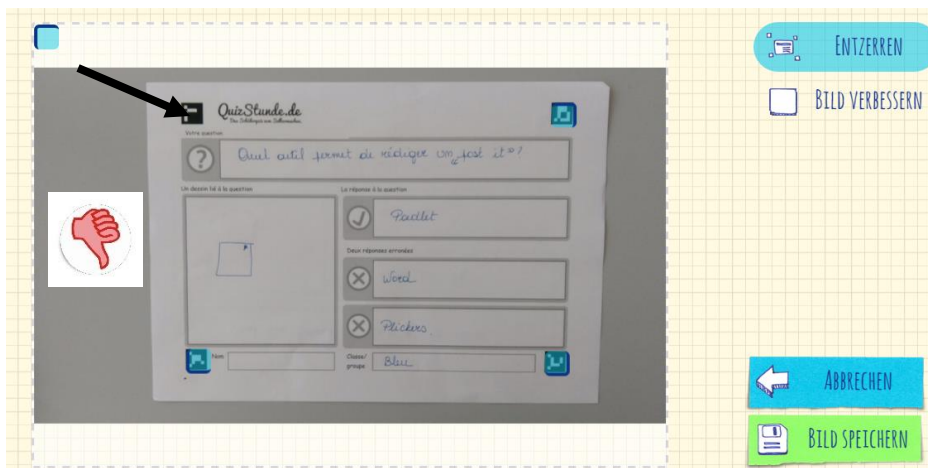 ENTZERREN
BILD VERBESSERN
QuizStunde.de
Votre question
Quel outil permet de rédiger un "post it"?
Un dessin lié à la question
La réponse à la question
Padlet
Deux réponses erronées
Word
Plickers
Nom
Classe/
groupe
Bleu
ABBRECHEN
BILD SPEICHERN